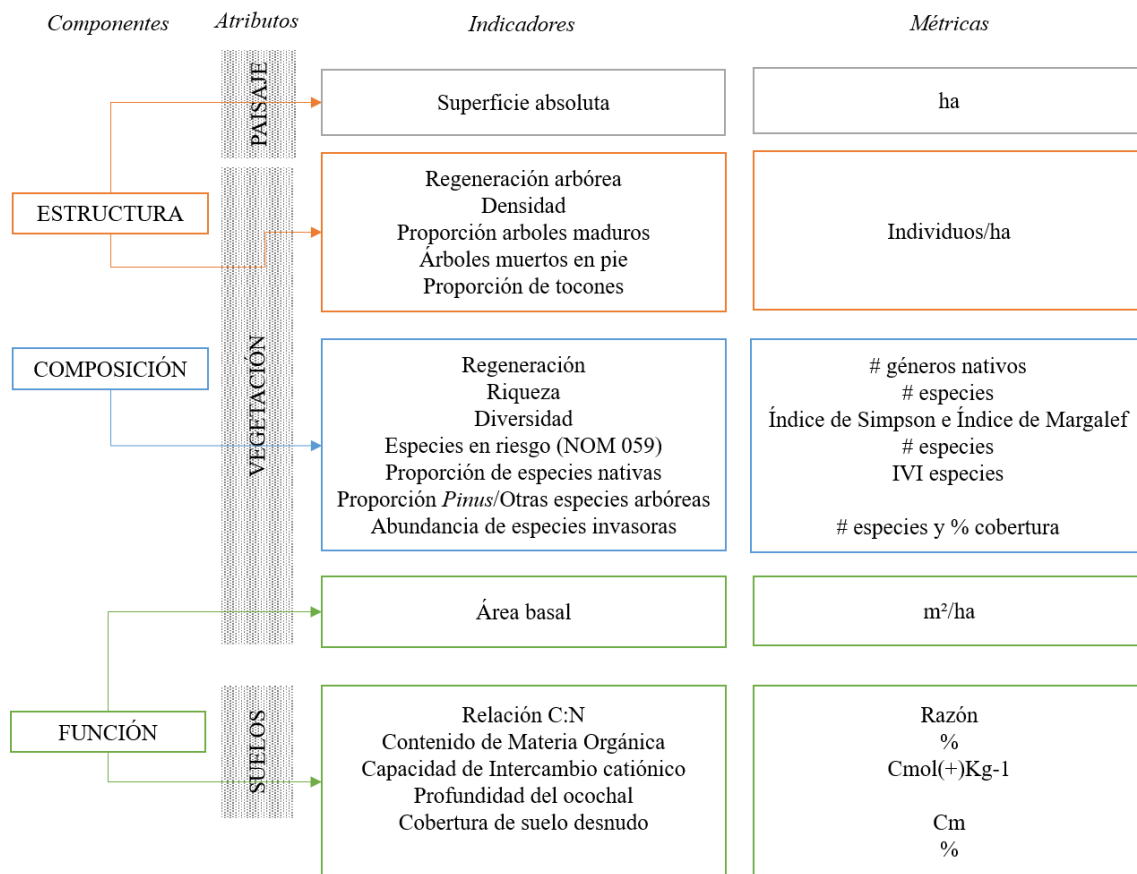 Componentes
Atributos
Indicadores
Métricas
PAISAJE
Superficie absoluta
ha
ESTRUCTURA
Regeneración arbórea
Densidad
Proporción arboles maduros
Árboles muertos en pie
Proporción de tocones
Individuos/ha
COMPOSICIÓN
VEGETACIÓN
Regeneración
Riqueza
Diversidad
Especies en riesgo (NOM 059)
Proporción de especies nativas
Proporción Pinus/Otras especies arbóreas
Abundancia de especies invasoras
# géneros nativos
# especies
Índice de Simpson e Índice de Margalef
# especies
IVI especies
# especies y % cobertura
Área basal
m²/ha
FUNCIÓN
SUELOS
Relación C:N
Contenido de Materia Orgánica
Capacidad de Intercambio catiónico
Profundidad del ocochal
Cobertura de suelo desnudo
Razón
%
Cmol(+)Kg-1
Cm
%